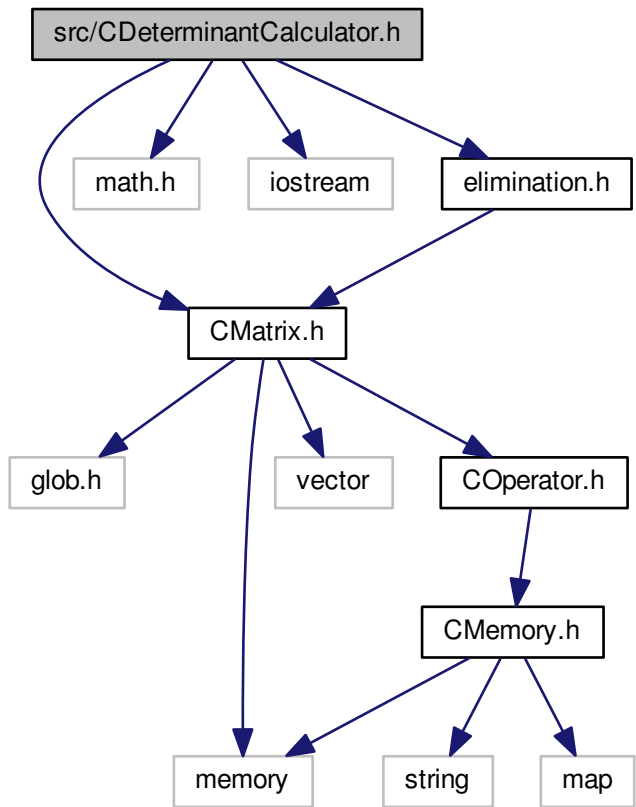 src/CDeterminantCalculator.h
math.h
iostream
elimination.h
CMatrix.h
glob.h
vector
COperator.h
CMemory.h
memory
string
map